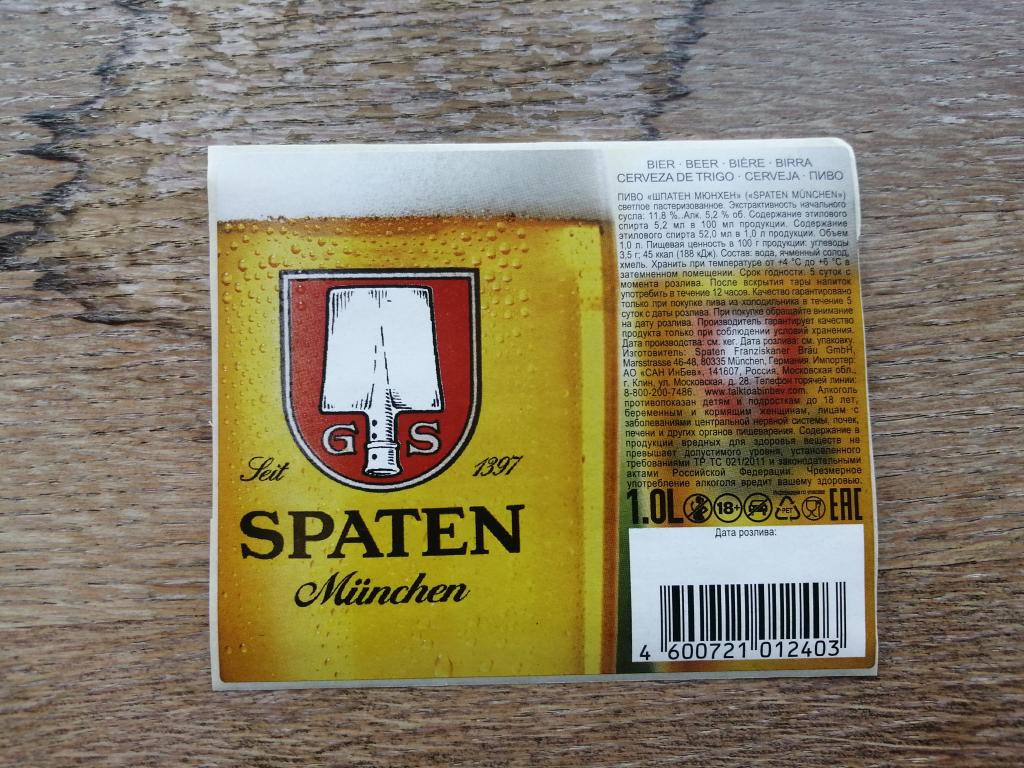 G S
Seit 1397
SPATEN
München
BIER · BEER · BIÈRE · BIRRA
CERVEZA DE TRIGO · CERVEJA · ПИВО
ПИВО «ШПАТЕН МЮНХЕН» («SPATEN MÜNCHEN»)
светлое пастеризованное. Экстрактивность начального
сусла: 11,8 %. Алк. 5,2 % об. Содержание этилового
спирта 5,2 мл в 100 мл продукции. Содержание
этилового спирта 52,0 мл в 1,0 л продукции. Объем
1,0 л. Пищевая ценность в 100 г продукции: углеводы
3,5 г; 45 ккал (188 кДж). Состав: вода, ячменный солод,
хмель. Хранить при температуре от +4 °С до +6 °С в
затемненном помещении. Срок годности: 5 суток с
момента розлива. После вскрытия тары напиток
употребить в течение 12 часов. Качество гарантировано
только при покупке пива из холодильника в течение 5
суток с даты розлива. При покупке обращайте внимание
на дату розлива. Производитель гарантирует качество
продукта только при соблюдении условий хранения.
Дата производства: см. кег. Дата розлива: см. упаковку.
Изготовитель: Spaten Franziskaner Bräu GmbH,
Marsstrasse 46-48, 80335 München, Германия. Импортер:
АО «САН ИнБев», 141607, Россия, Московская обл.,
г. Клин, ул. Московская, д. 28. Телефон горячей линии:
8-800-200-7486. www.talktoabinbev.com. Алкоголь
противопоказан детям и подросткам до 18 лет,
беременным и кормящим женщинам, лицам с
заболеваниями центральной нервной системы, почек,
печени и других органов пищеварения. Содержание в
продукции вредных для здоровья веществ не
превышает допустимого уровня, установленного
требованиями ТР ТС 021/2011 и законодательными
актами Российской Федерации. Чрезмерное
употребление алкоголя вредит вашему здоровью.
Информация по упаковке
1.0L 18+ PET EAC
Дата розлива:
4 600721 012403